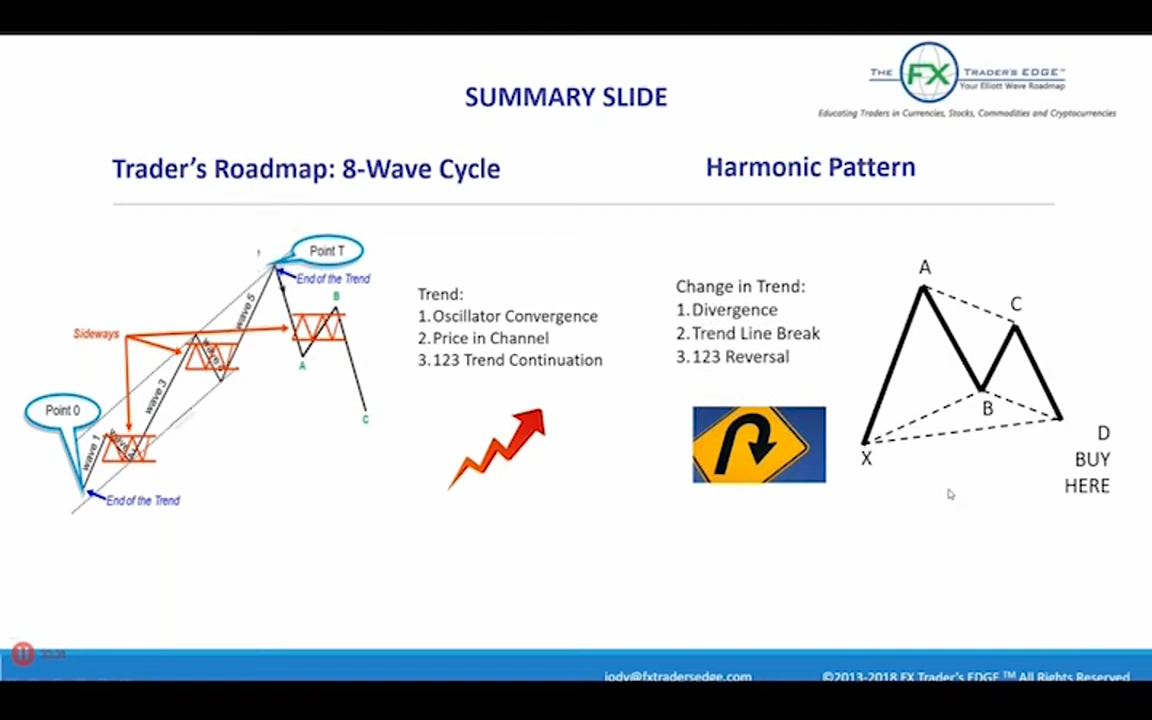 THE FX TRADER'S EDGE™
Your Elliott Wave Roadmap
Educating Traders in Currencies, Stocks, Commodities and Cryptocurrencies
SUMMARY SLIDE
Trader's Roadmap: 8-Wave Cycle
Harmonic Pattern
Point T
End of the Trend
wave 5
B
Sideways
wave
A
wave 3
C
Point 0
wave 1
wave
End of the Trend
Trend:
1.Oscillator Convergence
2.Price in Channel
3.123 Trend Continuation
Change in Trend:
1.Divergence
2.Trend Line Break
3.123 Reversal
A
C
B
X
D
BUY
HERE
jody@fxtradersedge.com
©2013-2018 FX Trader's EDGE ™ All Rights Reserved